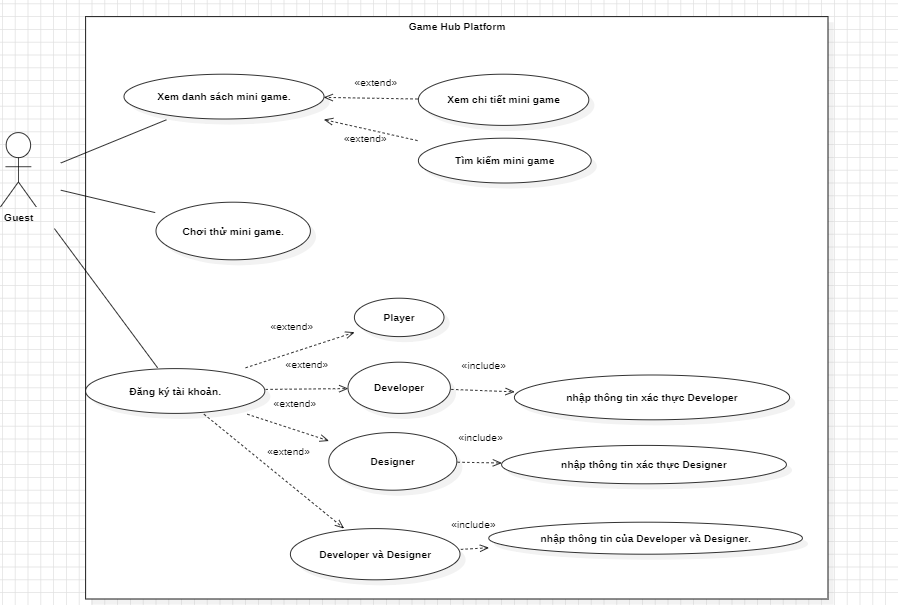 Game Hub Platform
Xem danh sách mini game.
«extend»
Xem chi tiết mini game
«extend»
Tìm kiếm mini game
Guest
Chơi thử mini game.
Player
«extend»
«extend»
Developer
«include»
nhập thông tin xác thực Developer
Đăng ký tài khoản.
«extend»
Designer
«include»
nhập thông tin xác thực Designer
«extend»
Developer và Designer
«include»
nhập thông tin của Developer và Designer.